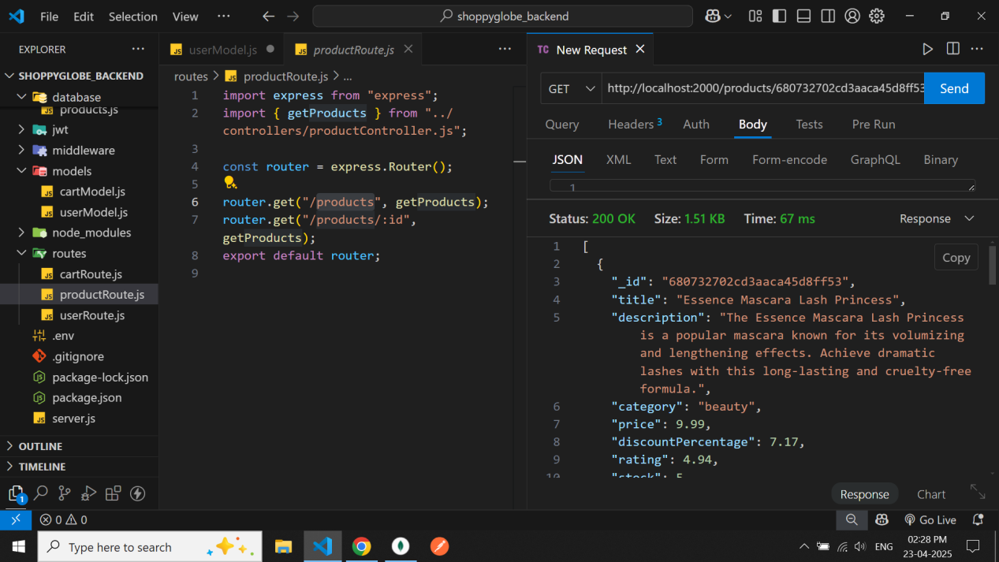 File Edit Selection View ··· shoppyglobe_backend
EXPLORER ···
SHOPPYGLOBE_BACKEND
database
products.js
jwt
middleware
models
cartModel.js
userModel.js
node_modules
routes
cartRoute.js
productRoute.js
userRoute.js
.env
.gitignore
package-lock.json
package.json
server.js
OUTLINE
TIMELINE
1
JS userModel.js JS productRoute.js ···
routes > JS productRoute.js > ...
1 import express from "express";
2 import { getProducts } from "../
controllers/productController.js";
3
4 const router = express.Router();
5
6 router.get("/products", getProducts);
7 router.get("/products/:id",
getProducts);
8 export default router;
9
TC New Request ···
GET http://localhost:2000/products/680732702cd3aaca45d8ff53 Send
Query Headers 3 Auth Body Tests Pre Run
JSON XML Text Form Form-encode GraphQL Binary
1
Status: 200 OK Size: 1.51 KB Time: 67 ms Response
Copy
1 [
2 {
3 "_id": "680732702cd3aaca45d8ff53",
4 "title": "Essence Mascara Lash Princess",
5 "description": "The Essence Mascara Lash Princess
is a popular mascara known for its volumizing
and lengthening effects. Achieve dramatic
lashes with this long-lasting and cruelty-free
formula.",
6 "category": "beauty",
7 "price": 9.99,
8 "discountPercentage": 7.17,
9 "rating": 4.94,
10 "stock": 5
Response Chart
0 0 Go Live
Type here to search ENG 02:28 PM
23-04-2025